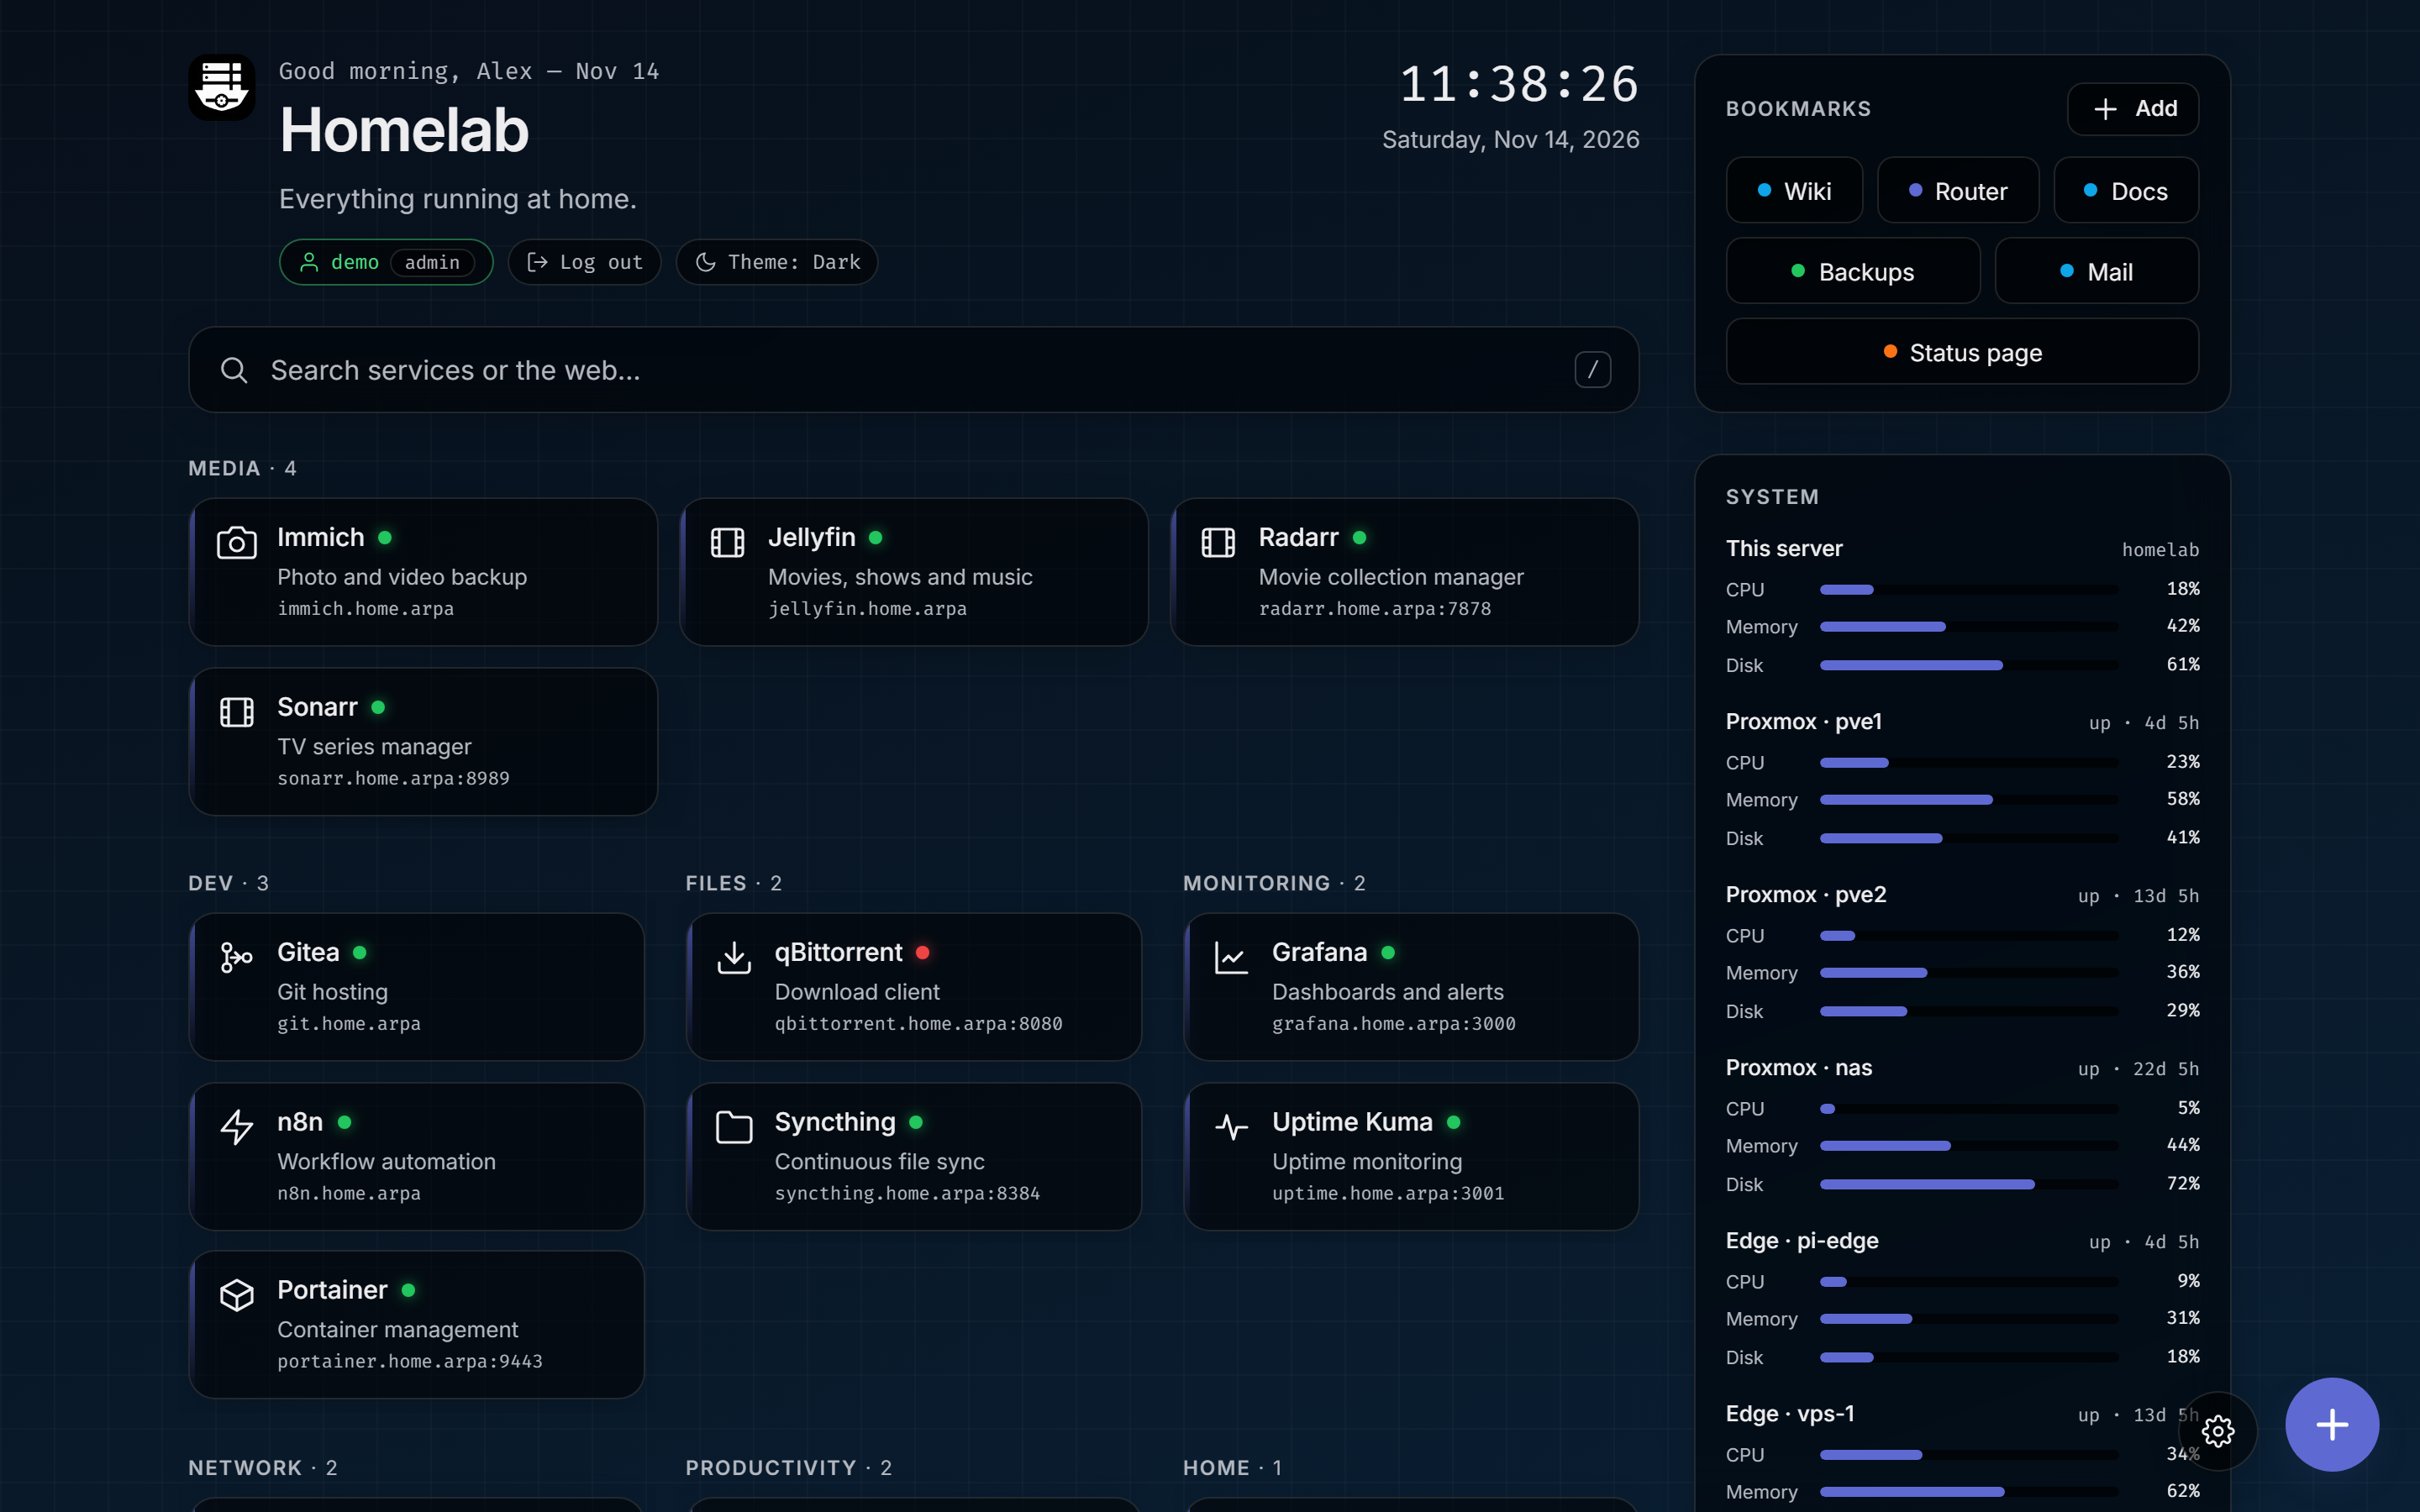 Good morning, Alex — Nov 14
Homelab
Everything running at home.
demo admin
Log out
Theme: Dark
11:38:26
Saturday, Nov 14, 2026
Search services or the web...
/
MEDIA · 4
Immich
Photo and video backup
immich.home.arpa
Jellyfin
Movies, shows and music
jellyfin.home.arpa
Radarr
Movie collection manager
radarr.home.arpa:7878
Sonarr
TV series manager
sonarr.home.arpa:8989
DEV · 3
Gitea
Git hosting
git.home.arpa
n8n
Workflow automation
n8n.home.arpa
Portainer
Container management
portainer.home.arpa:9443
FILES · 2
qBittorrent
Download client
qbittorrent.home.arpa:8080
Syncthing
Continuous file sync
syncthing.home.arpa:8384
MONITORING · 2
Grafana
Dashboards and alerts
grafana.home.arpa:3000
Uptime Kuma
Uptime monitoring
uptime.home.arpa:3001
NETWORK · 2
PRODUCTIVITY · 2
HOME · 1
BOOKMARKS
Add
Wiki
Router
Docs
Backups
Mail
Status page
SYSTEM
This server homelab
CPU 18%
Memory 42%
Disk 61%
Proxmox · pve1 up · 4d 5h
CPU 23%
Memory 58%
Disk 41%
Proxmox · pve2 up · 13d 5h
CPU 12%
Memory 36%
Disk 29%
Proxmox · nas up · 22d 5h
CPU 5%
Memory 44%
Disk 72%
Edge · pi-edge up · 4d 5h
CPU 9%
Memory 31%
Disk 18%
Edge · vps-1 up · 13d 5h
CPU 34%
Memory 62%